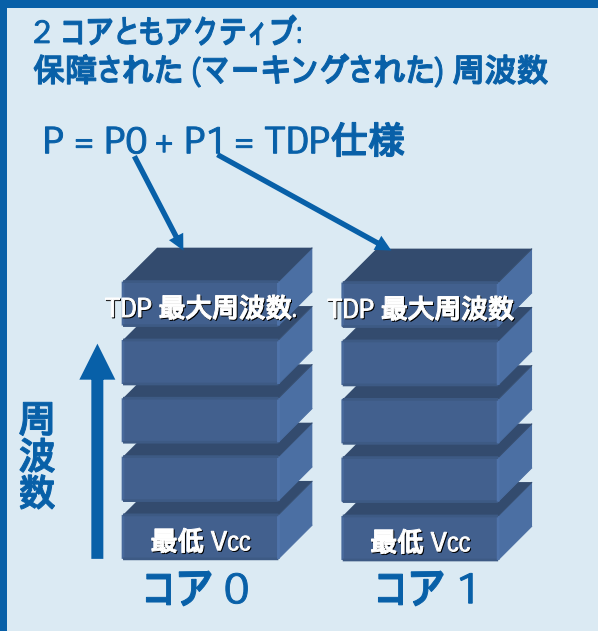 2 コアともアクティブ:
保障された (マーキングされた) 周波数
P = P0 + P1 = TDP仕様
TDP 最大周波数.
TDP 最大周波数
周波数
最低 Vcc
最低 Vcc
コア 0
コア 1